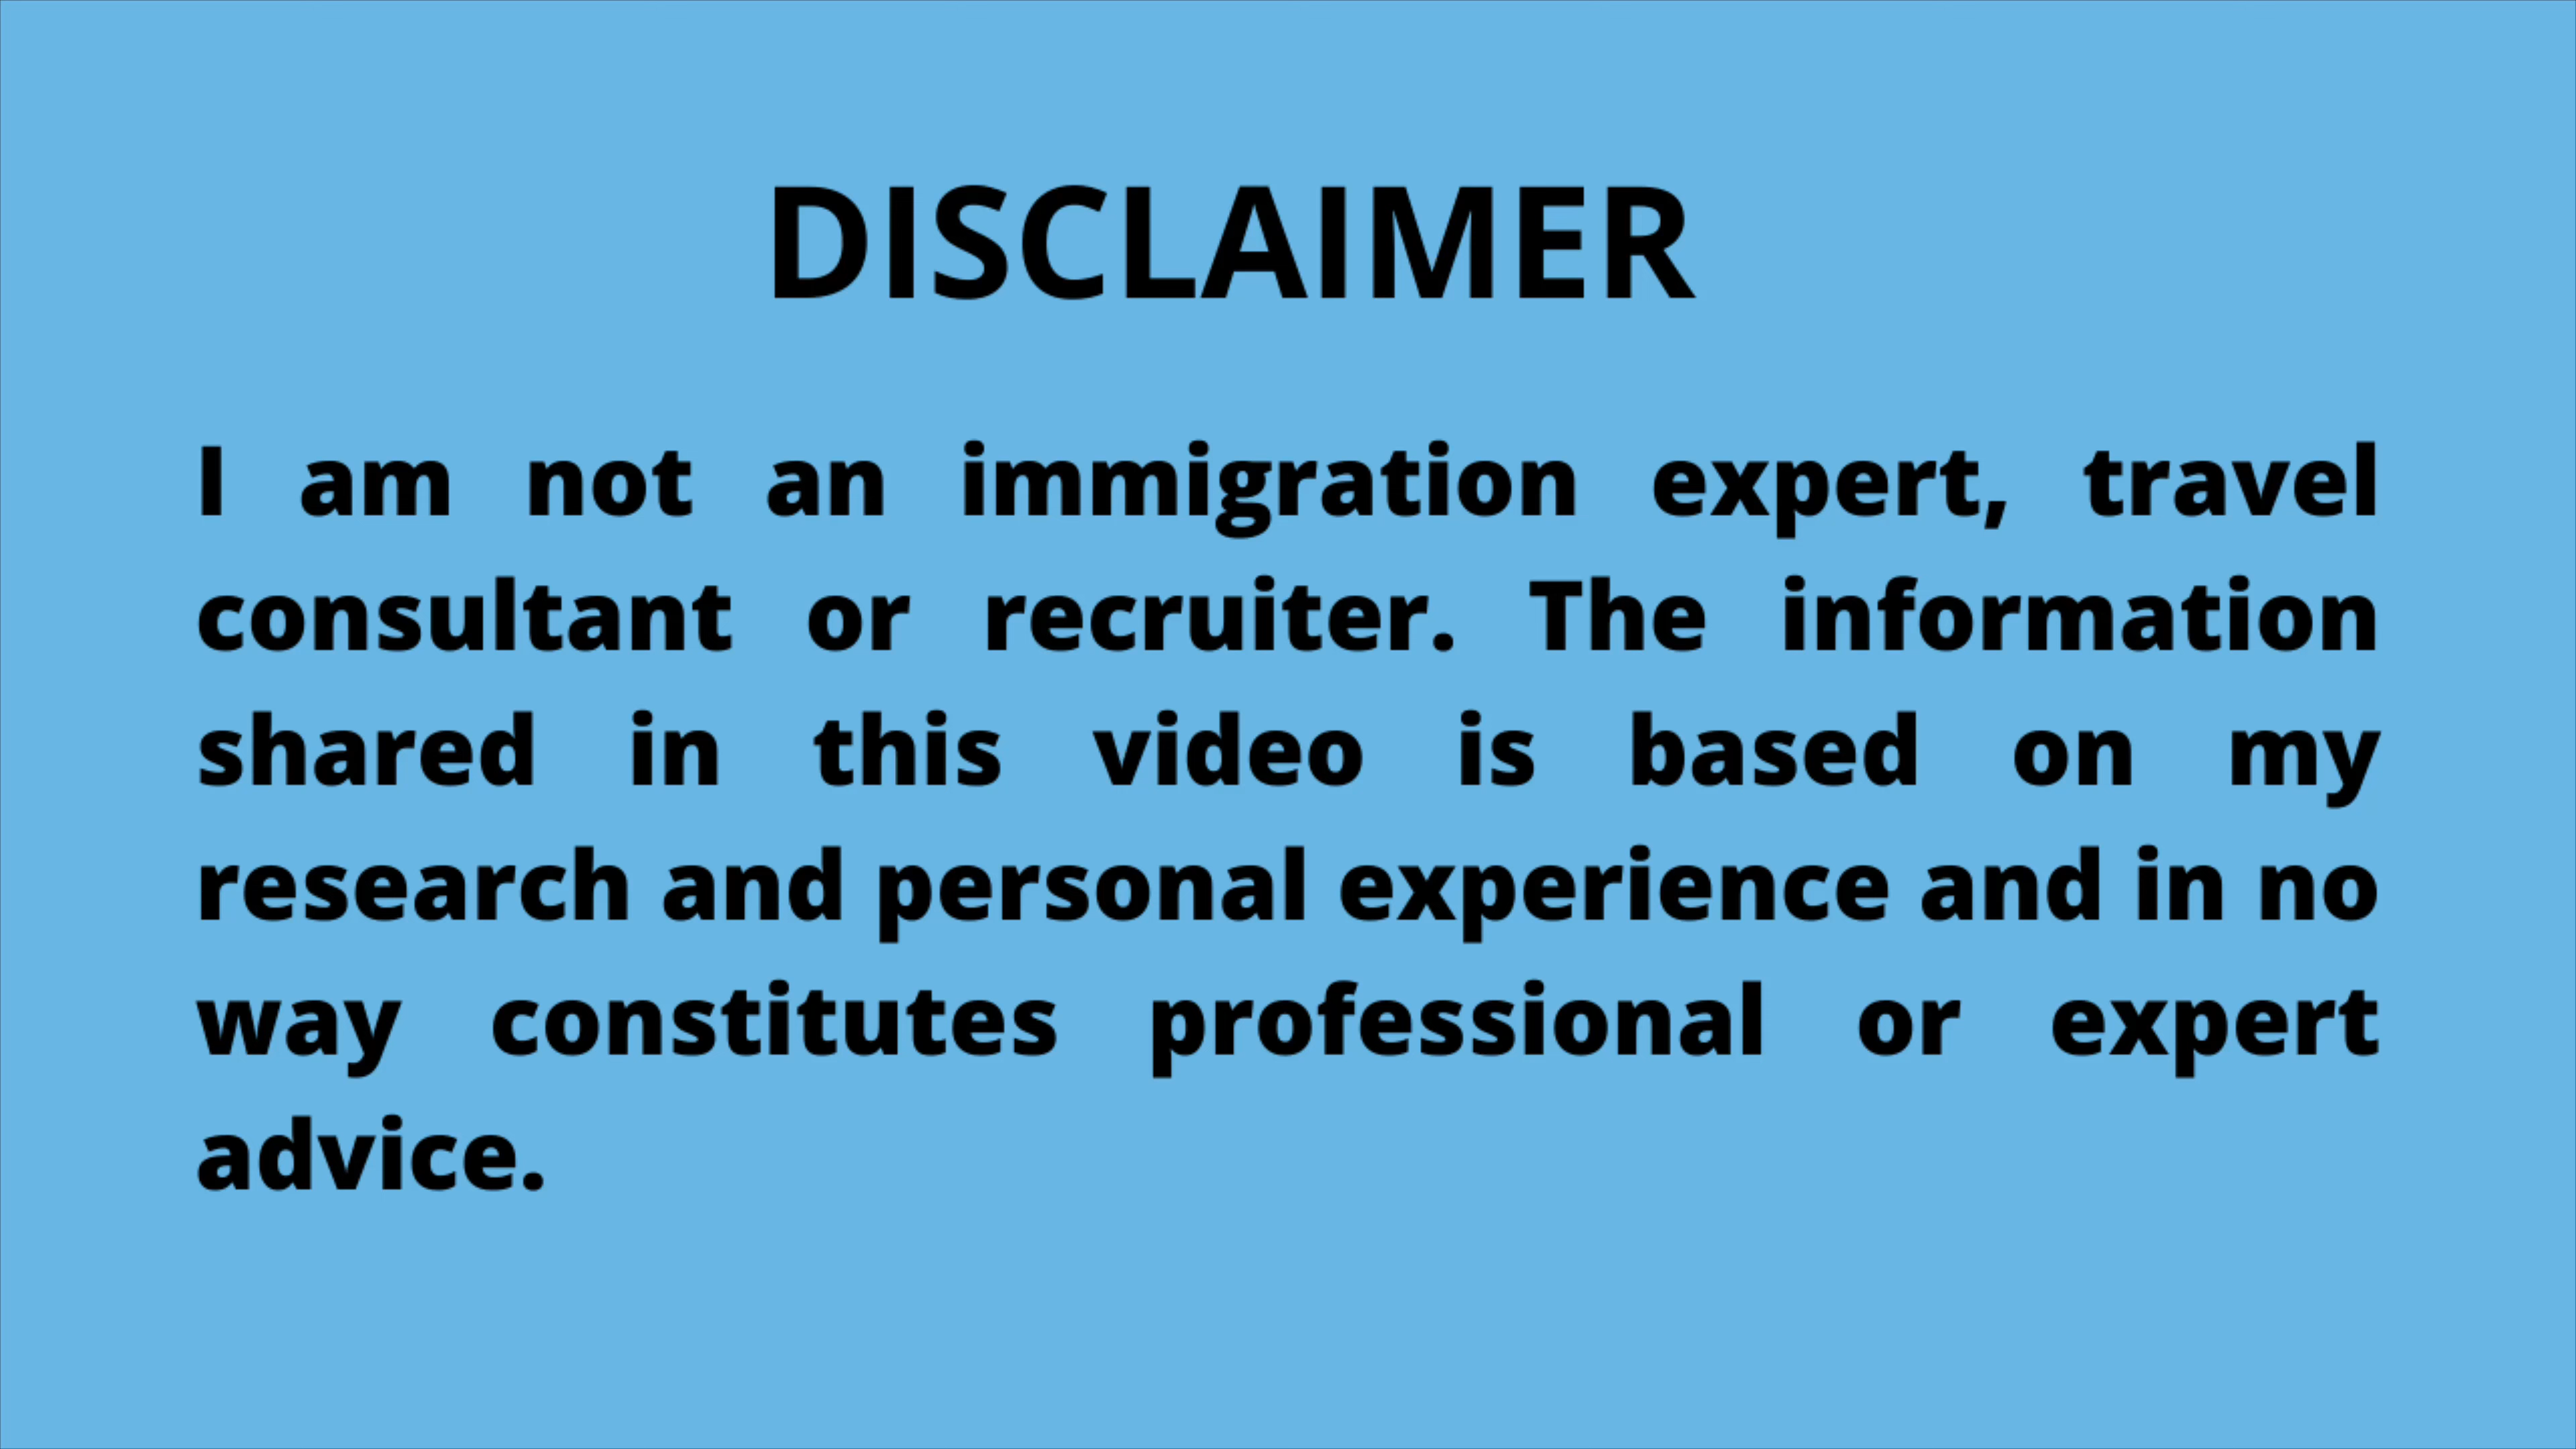 DISCLAIMER
I am not an immigration expert, travel
consultant or recruiter. The information
shared in this video is based on my
research and personal experience and in no
way constitutes professional or expert
advice.